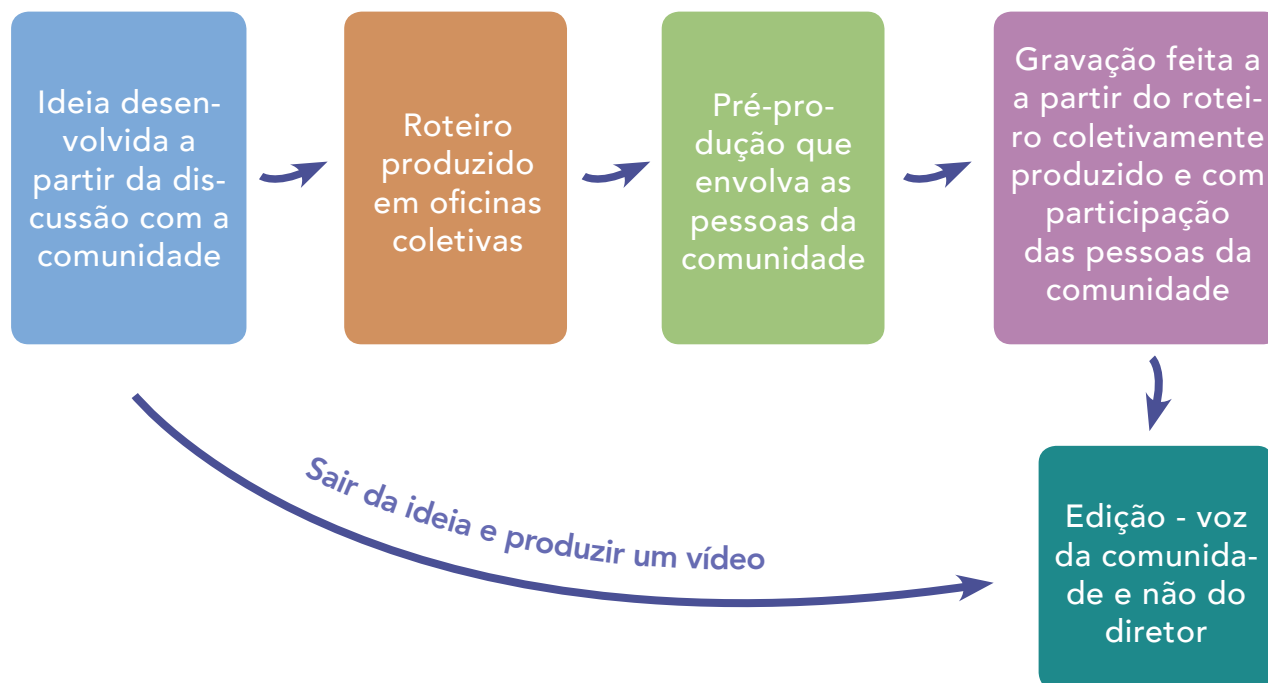 Ideia desen-
volvida a
partir da dis-
cussão com a
comunidade
Roteiro
produzido
em oficinas
coletivas
Pré-pro-
dução que
envolva as
pessoas da
comunidade
Gravação feita a
a partir do rotei-
ro coletivamente
produzido e com
participação
das pessoas da
comunidade
Sair da ideia e produzir um vídeo
Edição - voz
da comunida-
de e não do
diretor